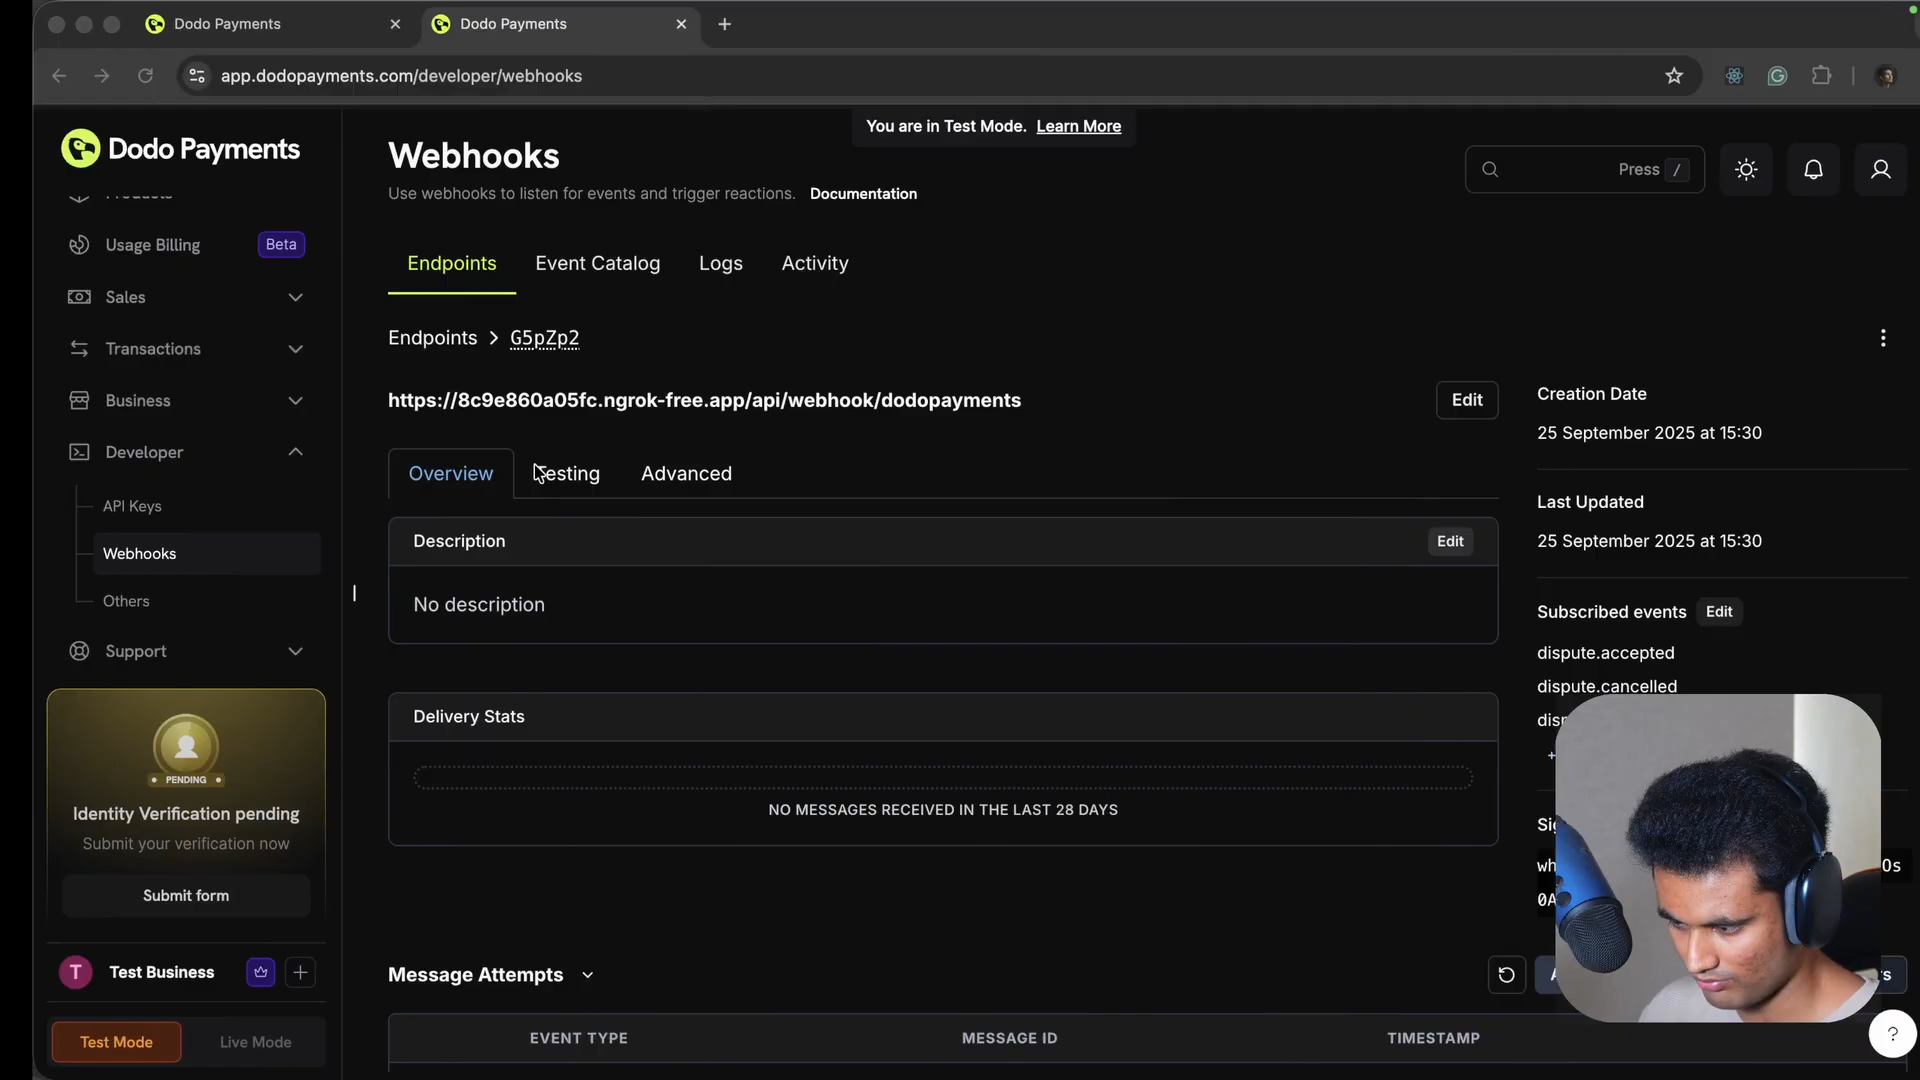 Dodo Payments
Dodo Payments
app.dodopayments.com/developer/webhooks
You are in Test Mode. Learn More
Dodo Payments
Products
Usage Billing
Beta
Sales
Transactions
Business
Developer
API Keys
Webhooks
Others
Support
PENDING
Identity Verification pending
Submit your verification now
Submit form
T
Test Business
Test Mode
Live Mode
Webhooks
Use webhooks to listen for events and trigger reactions. Documentation
Press /
Endpoints
Event Catalog
Logs
Activity
Endpoints > G5pZp2
https://8c9e860a05fc.ngrok-free.app/api/webhook/dodopayments
Edit
Overview
Testing
Advanced
Description
Edit
No description
Delivery Stats
NO MESSAGES RECEIVED IN THE LAST 28 DAYS
Message Attempts
EVENT TYPE
MESSAGE ID
TIMESTAMP
Creation Date
25 September 2025 at 15:30
Last Updated
25 September 2025 at 15:30
Subscribed events
Edit
dispute.accepted
dispute.cancelled
?